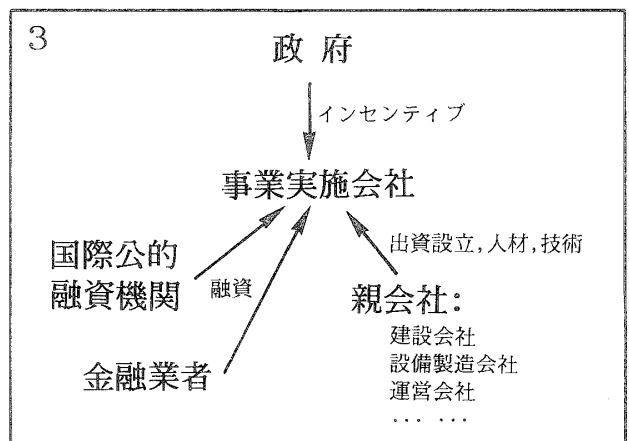 3
政府
インセンティブ
事業実施会社
出資設立,人材,技術
国際公的
融資機関
融資
親会社:
建設会社
設備製造会社
運営会社
… …
金融業者